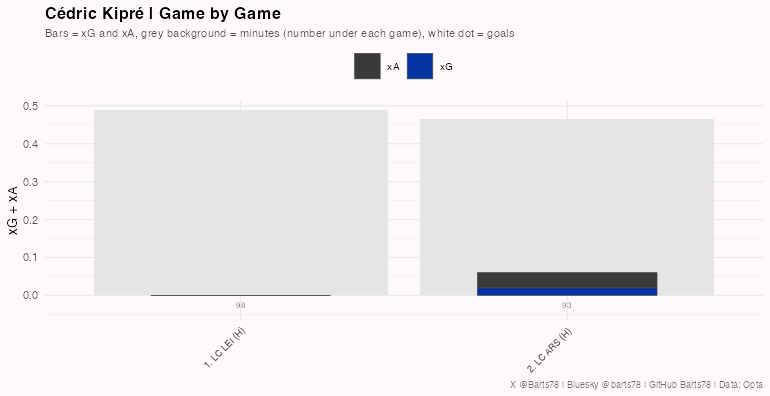 Cédric Kipré | Game by Game
Bars = xG and xA, grey background = minutes (number under each game), white dot = goals
xA xG
xG + xA
0.5
0.4
0.3
0.2
0.1
0.0
98 93
1. LC LEI (H) 2. LC ARS (H)
X @Barts78 | Bluesky @barts78 | GitHub Barts78 | Data: Opta